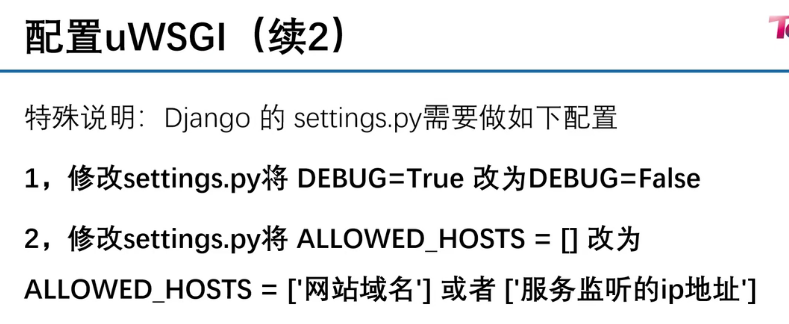 配置uWSGI（续2）
特殊说明：Django 的 settings.py需要做如下配置
1，修改settings.py将 DEBUG=True 改为DEBUG=False
2，修改settings.py将 ALLOWED_HOSTS = [] 改为
ALLOWED_HOSTS = ['网站域名'] 或者 ['服务监听的ip地址']